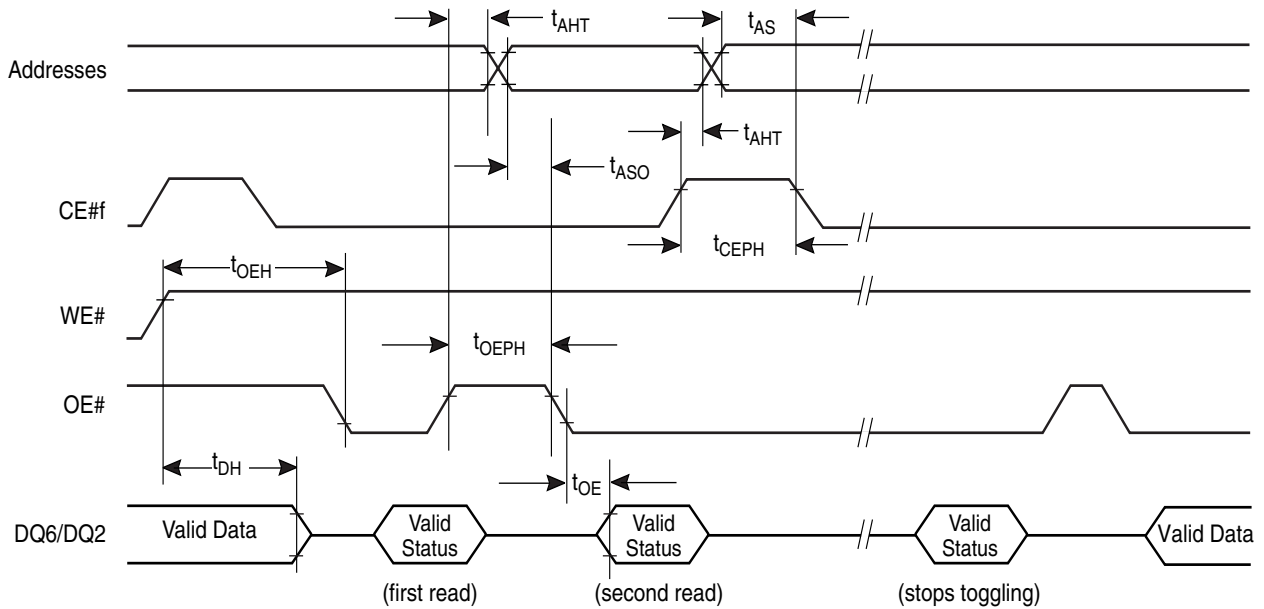 tAHT
tAS
Addresses
tAHT
tASO
CE#f
tCEPH
tOEH
WE#
tOEPH
OE#
tDH
tOE
DQ6/DQ2
Valid Data
Valid
Status
Valid
Status
Valid
Status
Valid Data
(first read)
(second read)
(stops toggling)